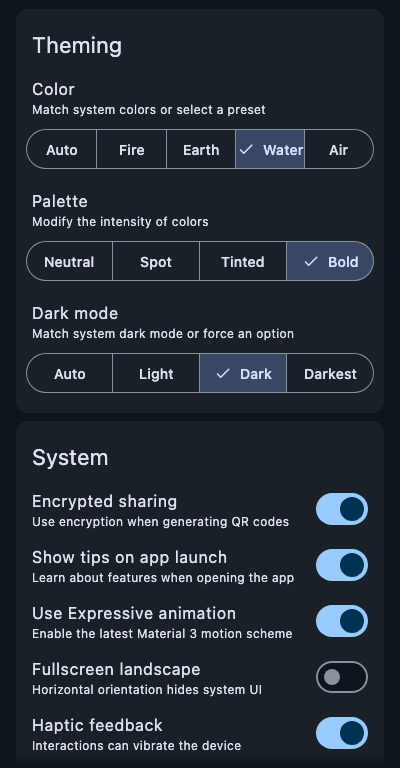 Theming
Color
Match system colors or select a preset
Auto Fire Earth Water Air
Palette
Modify the intensity of colors
Neutral Spot Tinted Bold
Dark mode
Match system dark mode or force an option
Auto Light Dark Darkest
System
Encrypted sharing
Use encryption when generating QR codes
Show tips on app launch
Learn about features when opening the app
Use Expressive animation
Enable the latest Material 3 motion scheme
Fullscreen landscape
Horizontal orientation hides system UI
Haptic feedback
Interactions can vibrate the device